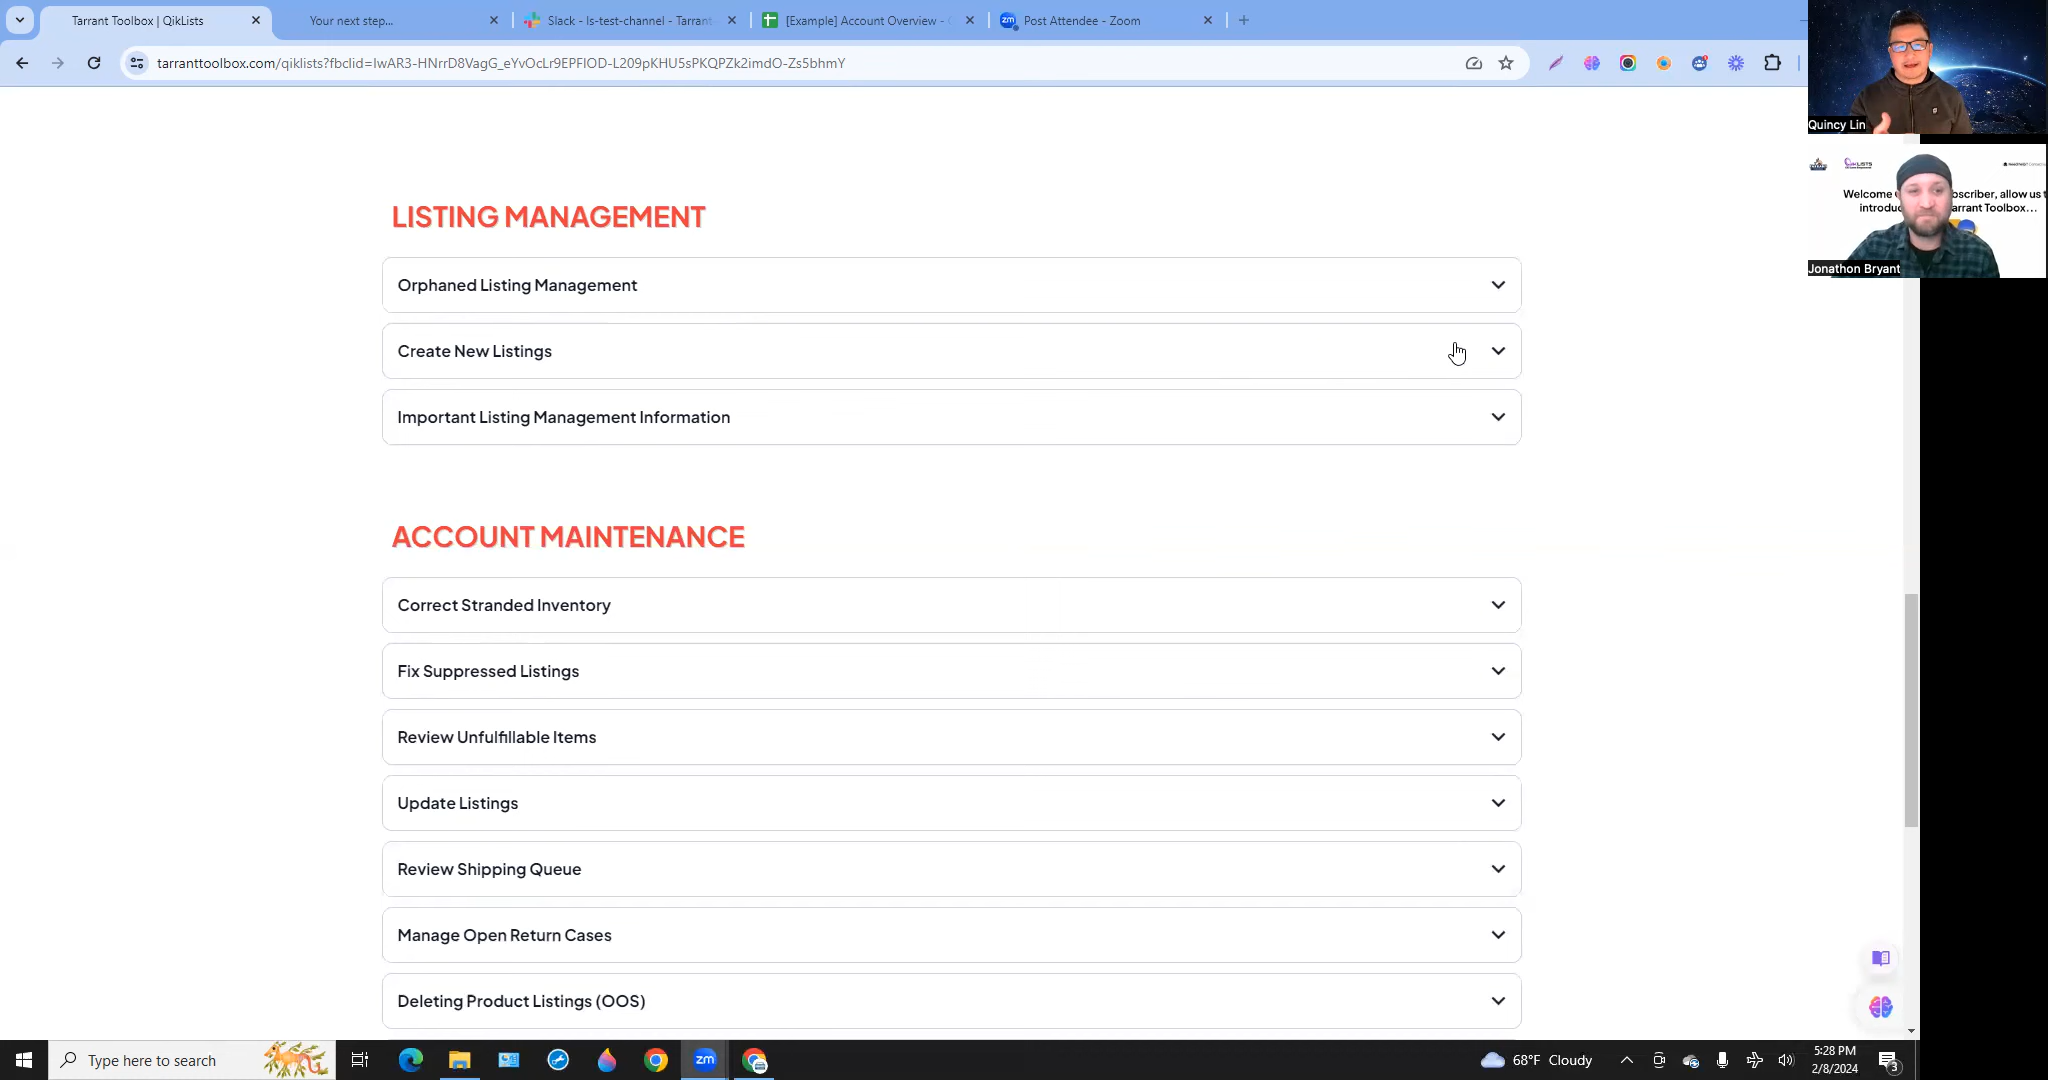 Tarrant Toolbox | QikLists
Your next step...
Slack - ls-test-channel - Tarrant
[Example] Account Overview -
Post Attendee - Zoom
tarranttoolbox.com/qiklists?fbclid=IwAR3-HNrrD8VagG_eYvOcLr9EPFIOD-L209pKHU5sPKQPZk2imdO-Zs5bhmY
Quincy Lin
LISTS
Welcome
bscriber, allow us t
introduc
arrant Toolbox...
Jonathon Bryant
LISTING MANAGEMENT
Orphaned Listing Management
Create New Listings
Important Listing Management Information
ACCOUNT MAINTENANCE
Correct Stranded Inventory
Fix Suppressed Listings
Review Unfulfillable Items
Update Listings
Review Shipping Queue
Manage Open Return Cases
Deleting Product Listings (OOS)
Type here to search
zm
68°F Cloudy
5:28 PM
2/8/2024
3